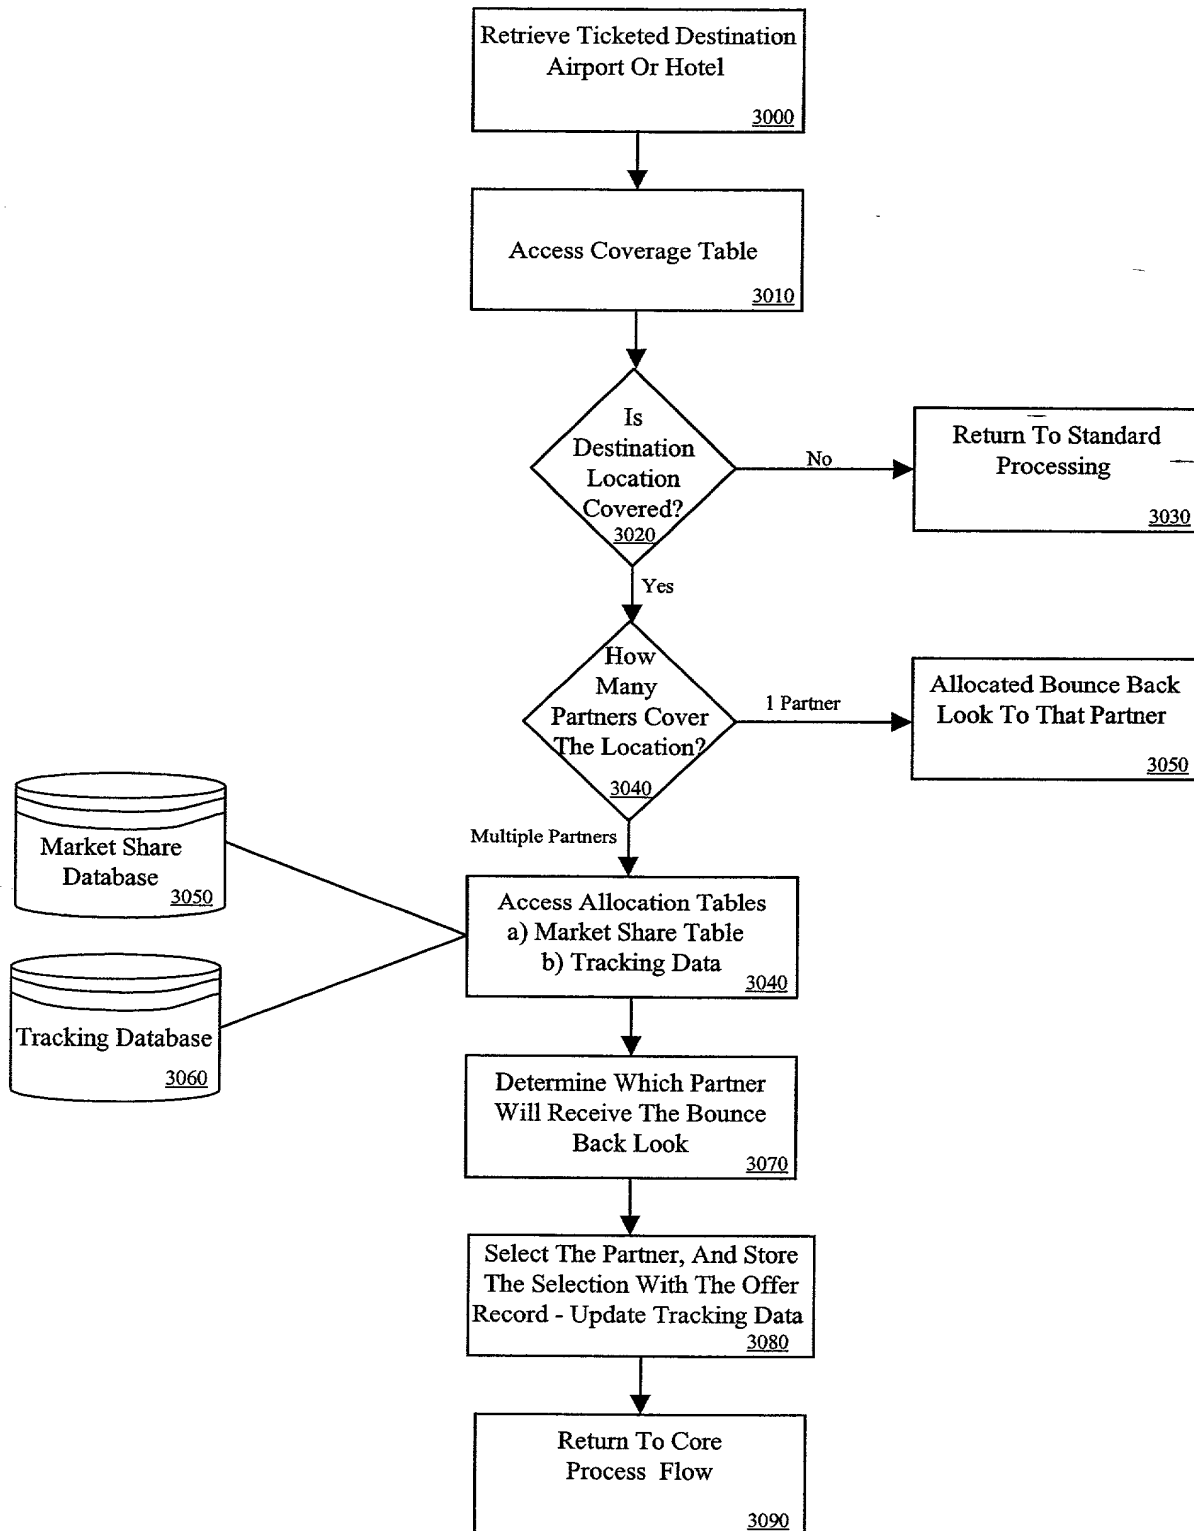 Retrieve Ticketed Destination
Airport Or Hotel
3000
Access Coverage Table
3010
Is
Destination
Location
Covered?
3020
No
Return To Standard
Processing
3030
Yes
How
Many
Partners Cover
The Location?
3040
1 Partner
Allocated Bounce Back
Look To That Partner
3050
Multiple Partners
Market Share
Database
3050
Tracking Database
3060
Access Allocation Tables
a) Market Share Table
b) Tracking Data
3040
Determine Which Partner
Will Receive The Bounce
Back Look
3070
Select The Partner, And Store
The Selection With The Offer
Record - Update Tracking Data
3080
Return To Core
Process Flow
3090